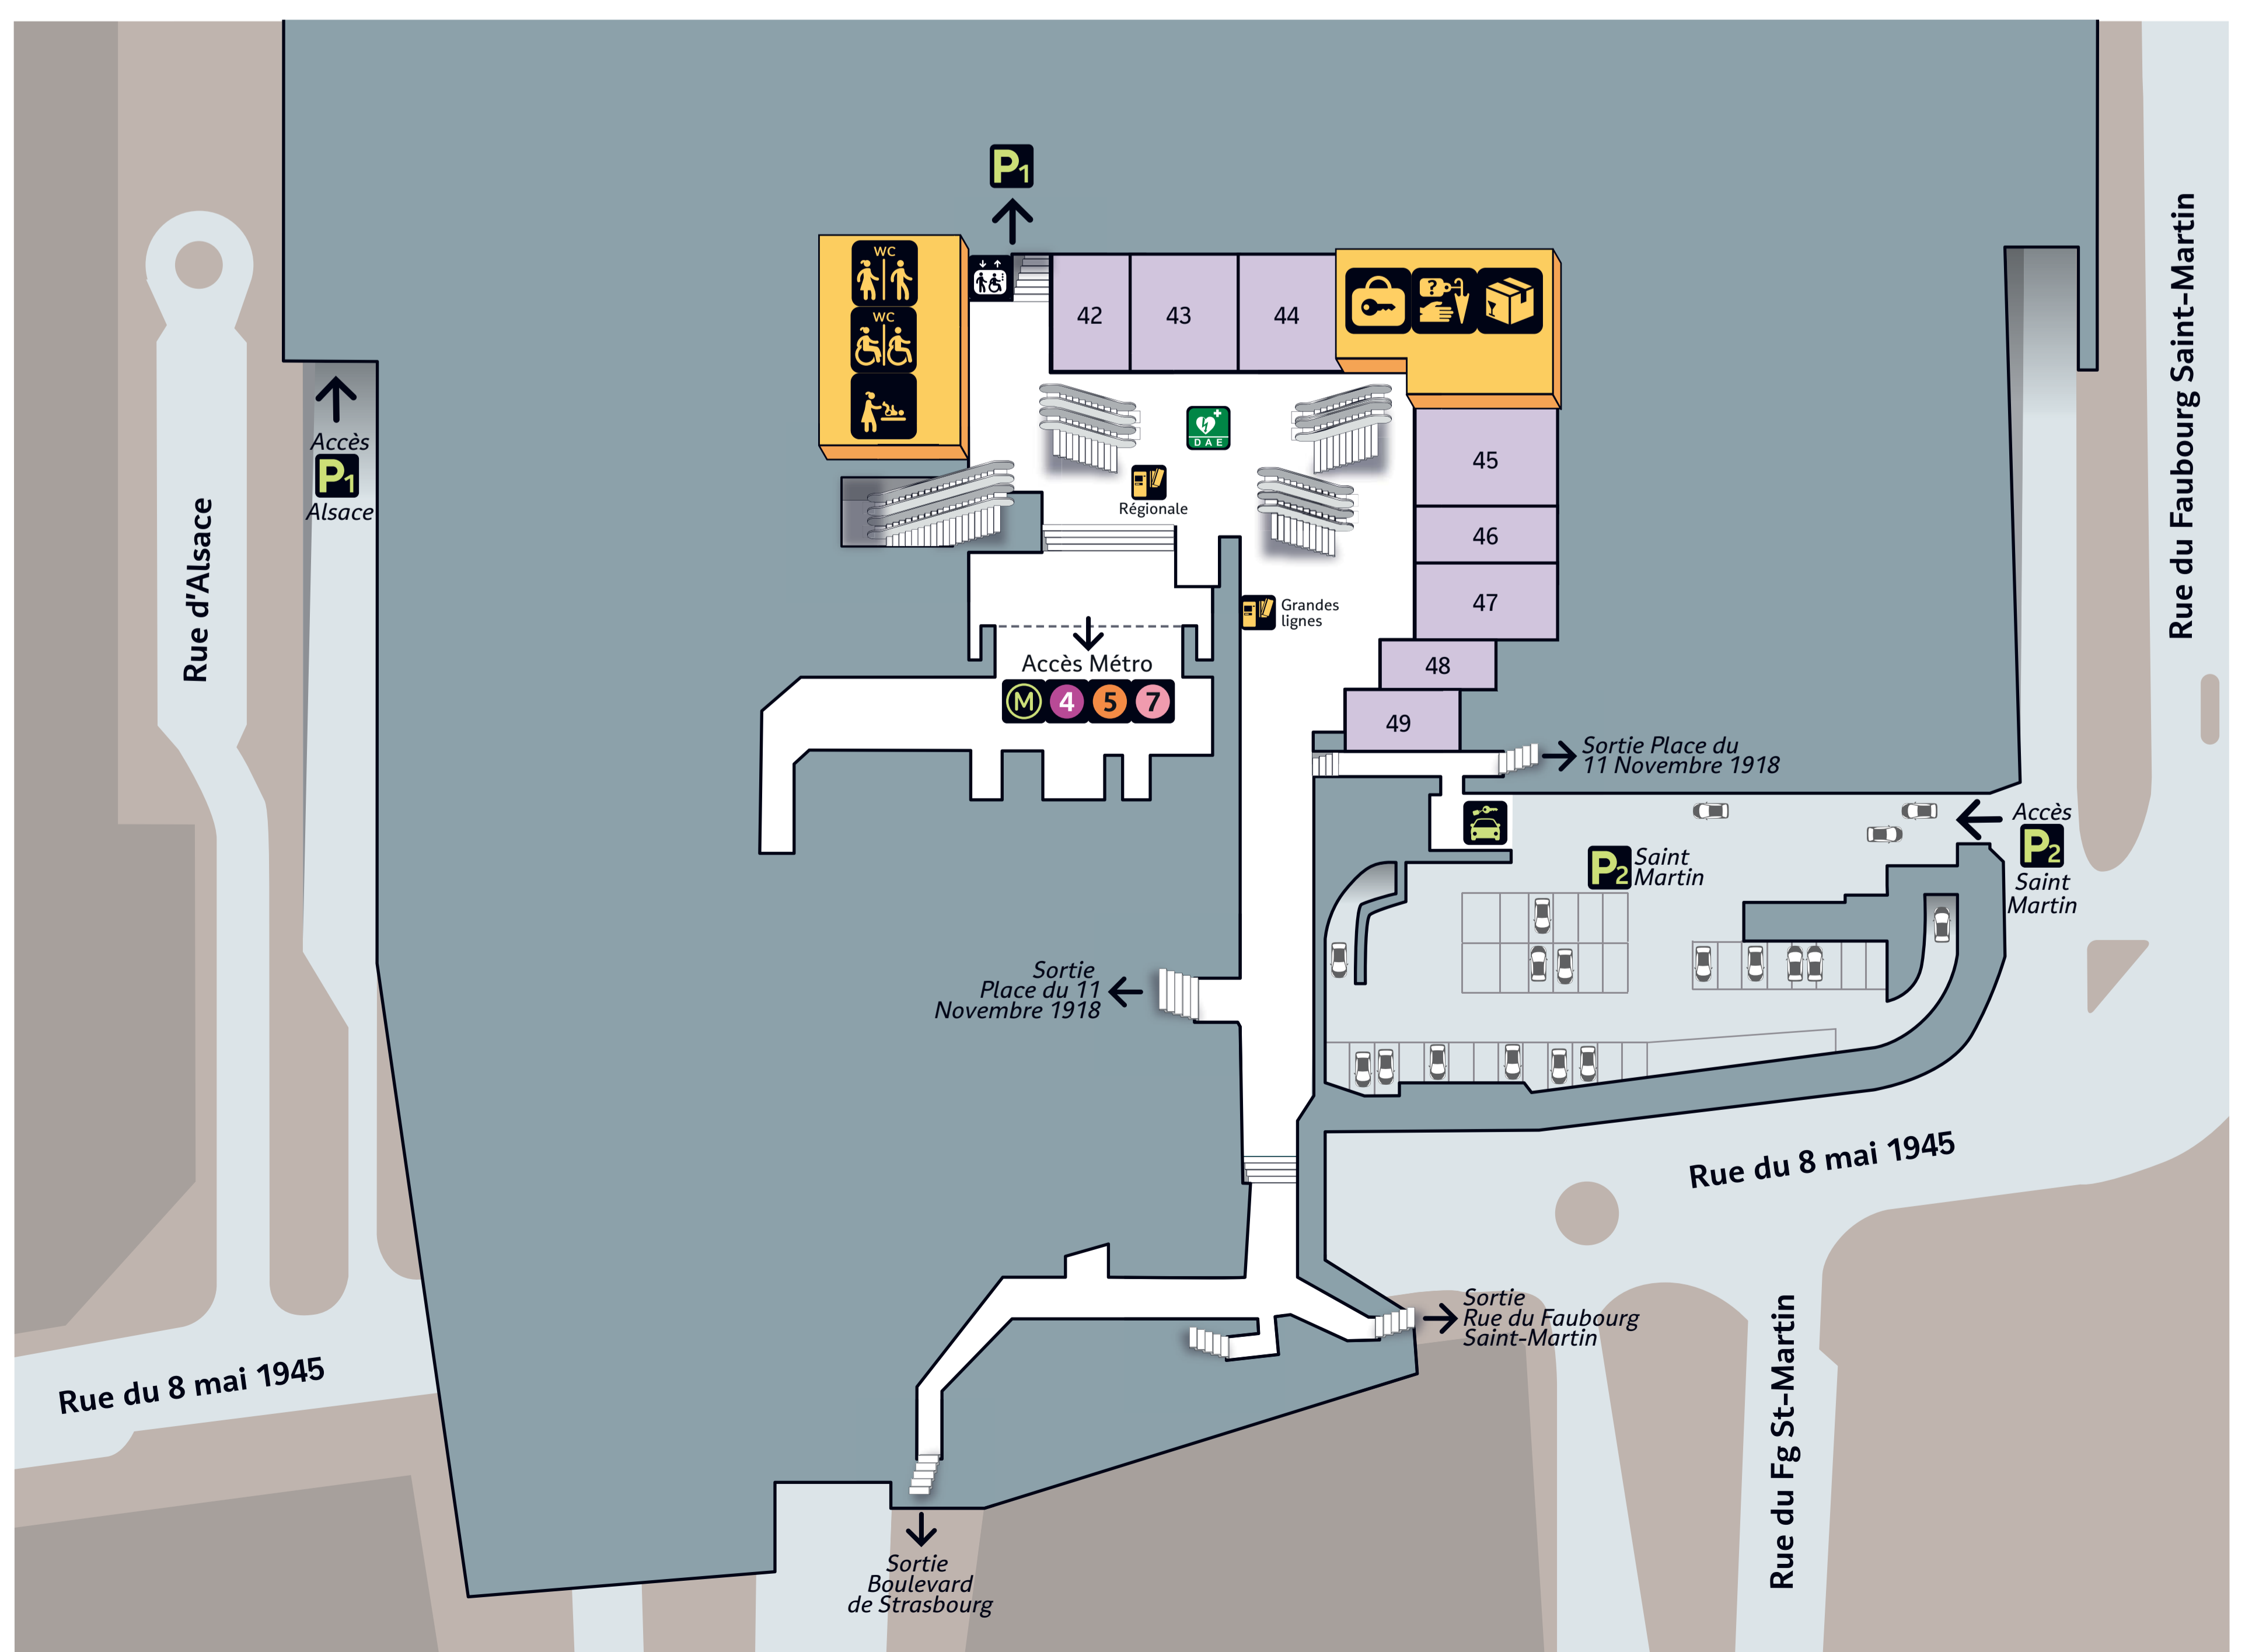 P1
WC
WC
42
43
44
?
DAE
Régionale
45
46
47
48
49
Grandes
lignes
Accès Métro
M 4 5 7
Accès
P1
Alsace
Rue d'Alsace
Rue du Faubourg Saint-Martin
Sortie Place du
11 Novembre 1918
Accès
P2
Saint
Martin
P2 Saint
Martin
Sortie
Place du 11
Novembre 1918
Rue du 8 mai 1945
Sortie
Rue du Faubourg
Saint-Martin
Rue du Fg St-Martin
Rue du 8 mai 1945
Sortie
Boulevard
de Strasbourg